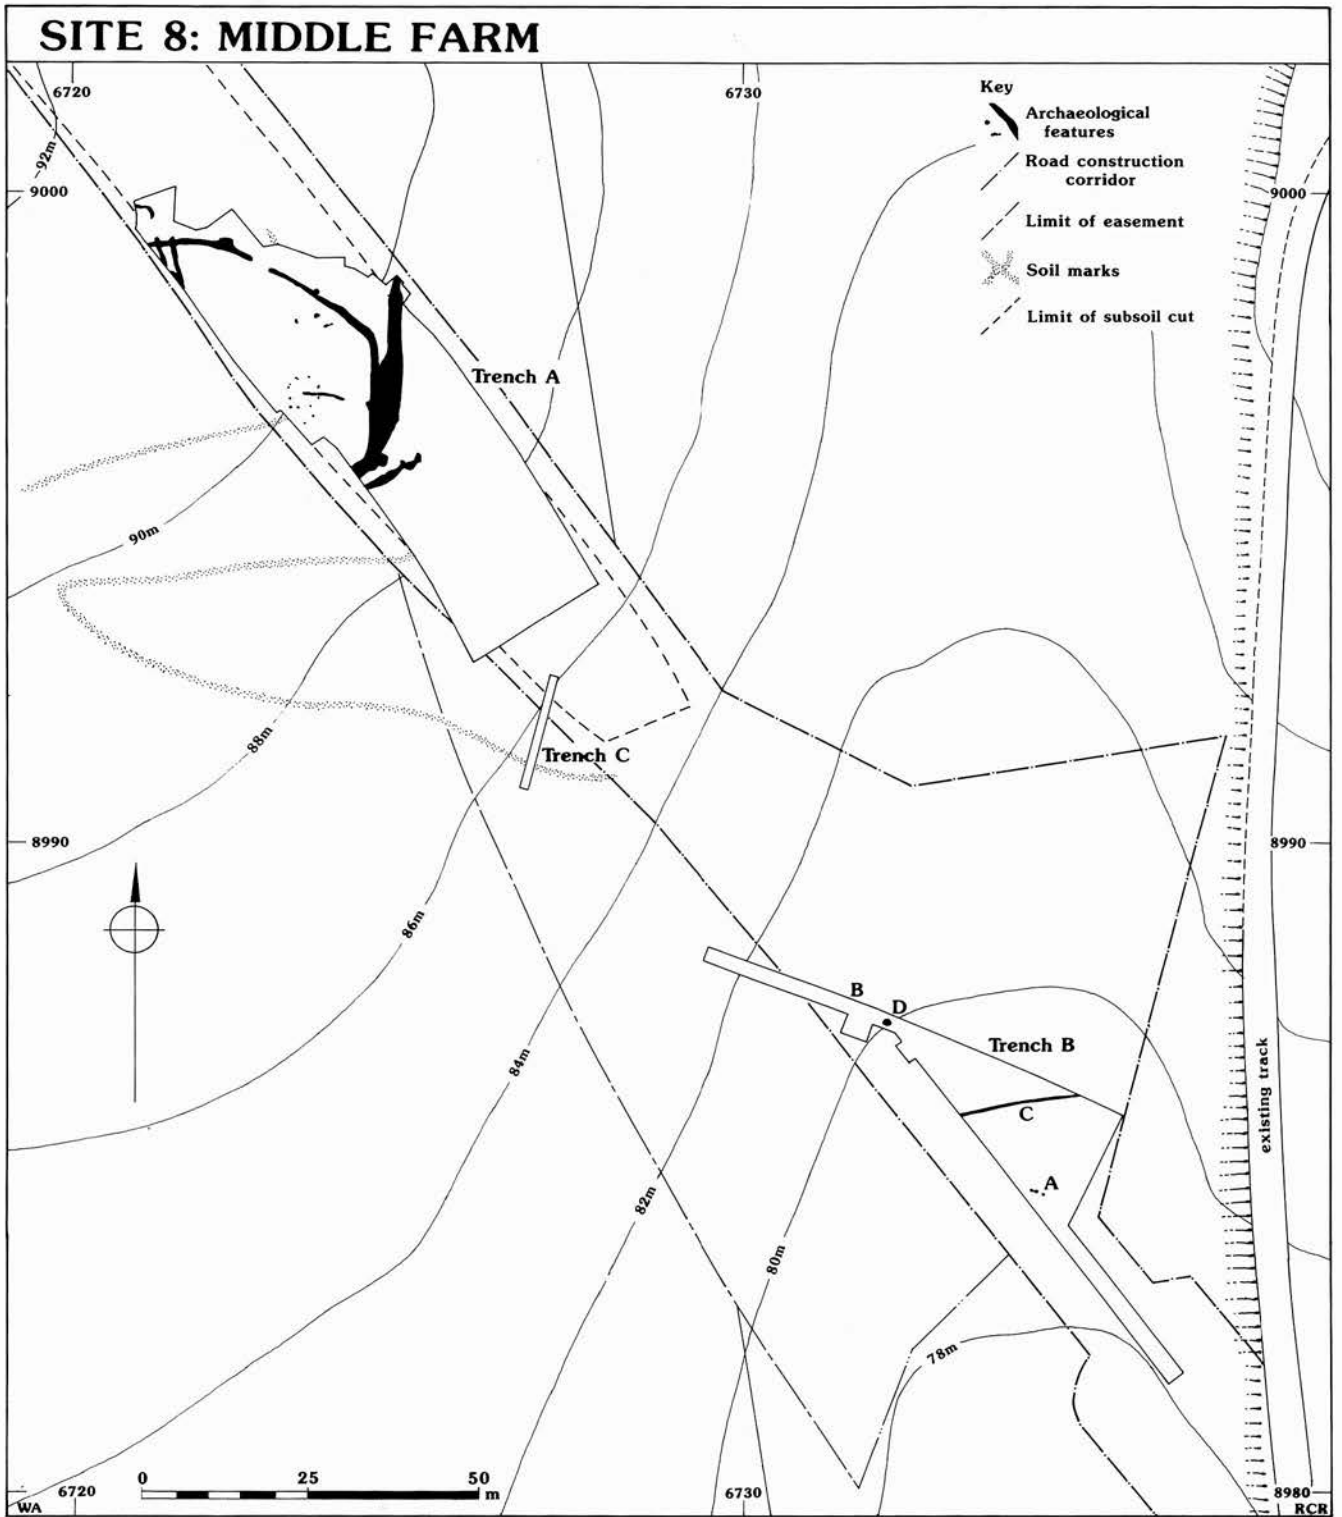 SITE 8: MIDDLE FARM
6720
6730
Key
Archaeological
features
Road construction
corridor
Limit of easement
Soil marks
Limit of subsoil cut
92m
9000
9000
Trench A
90m
88m
Trench C
8990
8990
86m
84m
B
D
Trench B
C
A
existing track
82m
80m
78m
0
25
50
m
6720
6730
8980
WA
RCR